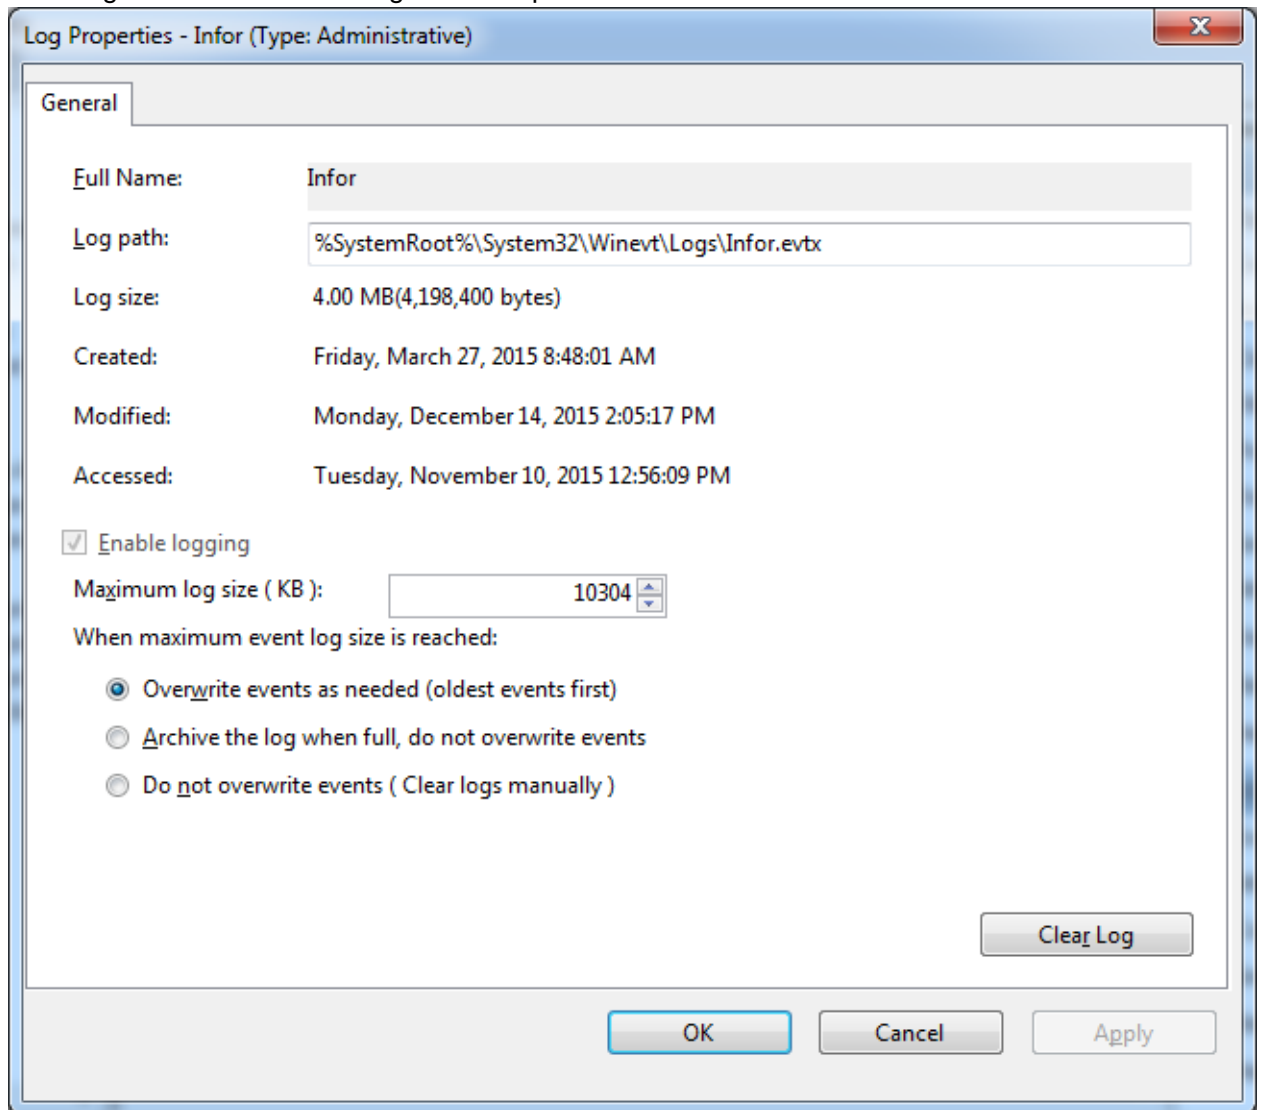 Log Properties - Infor (Type: Administrative)
General
Full Name: Infor
Log path: %SystemRoot%\System32\Winevt\Logs\Infor.evtx
Log size: 4.00 MB(4,198,400 bytes)
Created: Friday, March 27, 2015 8:48:01 AM
Modified: Monday, December 14, 2015 2:05:17 PM
Accessed: Tuesday, November 10, 2015 12:56:09 PM
Enable logging
Maximum log size ( KB ): 10304
When maximum event log size is reached:
Overwrite events as needed (oldest events first)
Archive the log when full, do not overwrite events
Do not overwrite events ( Clear logs manually )
Clear Log
OK Cancel Apply